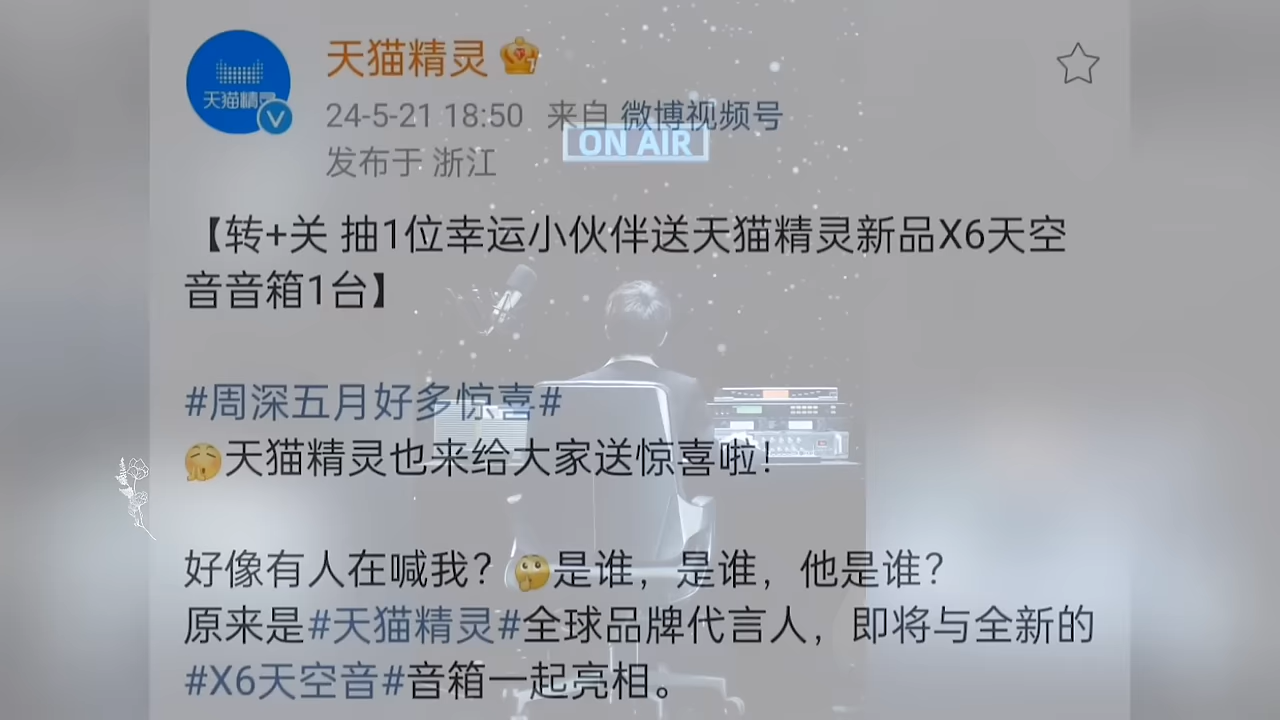 天猫精灵
天猫精灵
24-5-21 18:50 来自 微博视频号
ON AIR
发布于 浙江
【转+关 抽1位幸运小伙伴送天猫精灵新品X6天空
音音箱1台】
#周深五月好多惊喜#
天猫精灵也来给大家送惊喜啦！
好像有人在喊我？是谁，是谁，他是谁？
原来是#天猫精灵#全球品牌代言人，即将与全新的
#X6天空音#音箱一起亮相。